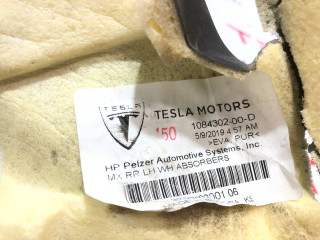 TESLA
TESLA MOTORS
1084302-00-D
*50
5/9/2019 4:57 AM
>EVA, PUR<
HP Pelzer Automotive Systems, Inc.
MX RR LH WH ABSORBERS